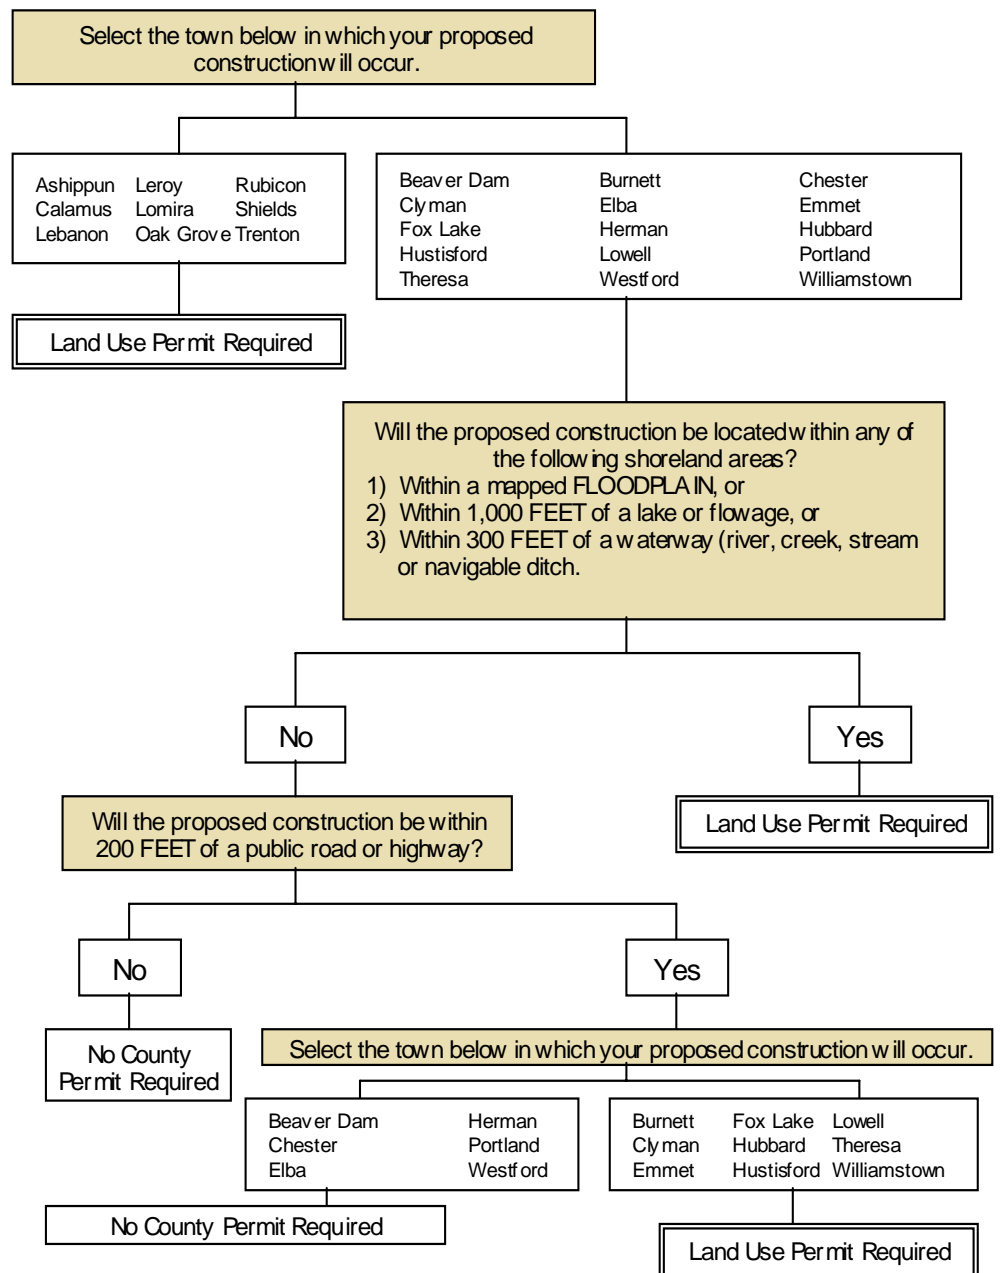 Select the town below in which your proposed
construction will occur.
Ashippun Leroy Rubicon
Calamus Lomira Shields
Lebanon Oak Grove Trenton
Beaver Dam Burnett Chester
Clyman Elba Emmet
Fox Lake Herman Hubbard
Hustisford Lowell Portland
Theresa Westford Williamstown
Land Use Permit Required
Will the proposed construction be located within any of
the following shoreland areas?
1) Within a mapped FLOODPLAIN, or
2) Within 1,000 FEET of a lake or flowage, or
3) Within 300 FEET of a waterway (river, creek, stream
or navigable ditch.
No
Yes
Will the proposed construction be within
200 FEET of a public road or highway?
Land Use Permit Required
No
Yes
No County
Permit Required
Select the town below in which your proposed construction will occur.
Beaver Dam Herman
Chester Portland
Elba Westford
Burnett Fox Lake Lowell
Clyman Hubbard Theresa
Emmet Hustisford Williamstown
No County Permit Required
Land Use Permit Required